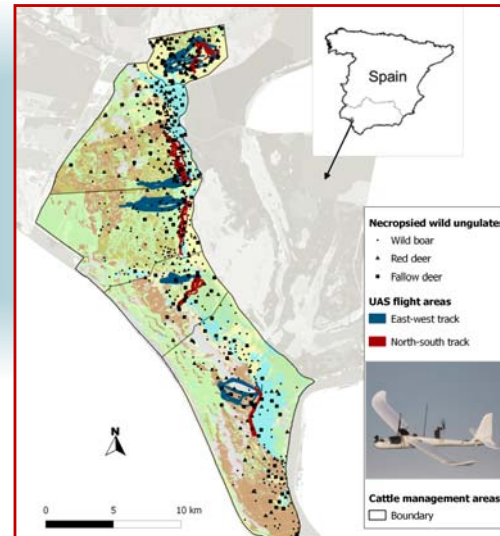 Spain
Necropsied wild ungulates
Wild boar
Red deer
Fallow deer
UAS flight areas
East-west track
North-south track
Cattle management areas
Boundary
N
0 5 10 km